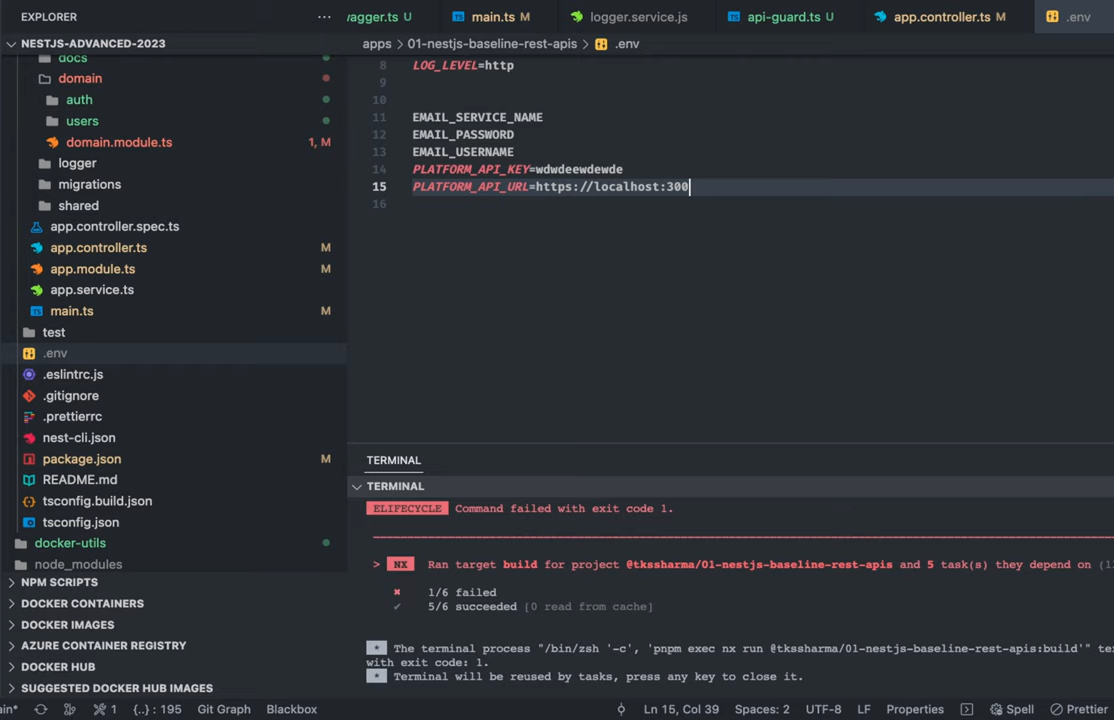 EXPLORER
...
vagger.ts U
main.ts M
logger.service.js
api-guard.ts U
app.controller.ts M
.env
NESTJS-ADVANCED-2023
apps > 01-nestjs-baseline-rest-apis > .env
docs
domain
auth
users
domain.module.ts 1, M
logger
migrations
shared
app.controller.spec.ts
app.controller.ts M
app.module.ts M
app.service.ts
main.ts M
test
.env
.eslintrc.js
.gitignore
.prettierrc
nest-cli.json
package.json M
README.md
tsconfig.build.json
tsconfig.json
docker-utils
node_modules
NPM SCRIPTS
DOCKER CONTAINERS
DOCKER IMAGES
AZURE CONTAINER REGISTRY
DOCKER HUB
SUGGESTED DOCKER HUB IMAGES
8 LOG_LEVEL=http
9
10
11 EMAIL_SERVICE_NAME
12 EMAIL_PASSWORD
13 EMAIL_USERNAME
14 PLATFORM_API_KEY=wdwdeewdewde
15 PLATFORM_API_URL=https://localhost:300
16
TERMINAL
TERMINAL
ELIFECYCLE Command failed with exit code 1.
> NX Ran target build for project @tkssharma/01-nestjs-baseline-rest-apis and 5 task(s) they depend on (1
✖ 1/6 failed
✔ 5/6 succeeded [0 read from cache]
* The terminal process "/bin/zsh '-c', 'pnpm exec nx run @tkssharma/01-nestjs-baseline-rest-apis:build'" te
with exit code: 1.
* Terminal will be reused by tasks, press any key to close it.
ain* 1 {..} : 195 Git Graph Blackbox Ln 15, Col 39 Spaces: 2 UTF-8 LF Properties Spell Prettier